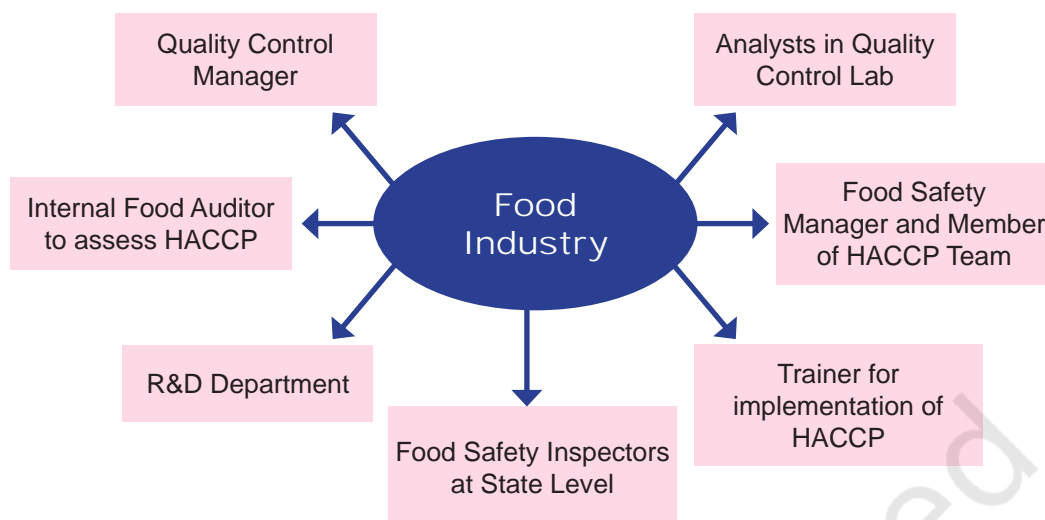 Quality Control
Manager
Analysts in Quality
Control Lab
Food
Industry
Internal Food Auditor
to assess HACCP
Food Safety
Manager and Member
of HACCP Team
R&D Department
Food Safety Inspectors
at State Level
Trainer for
implementation of
HACCP
ed